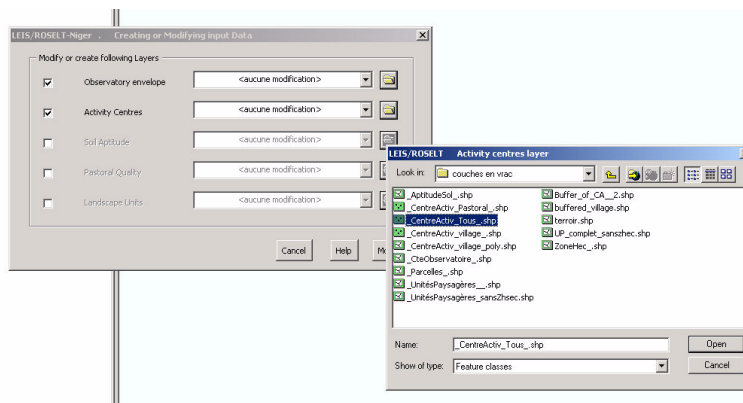 LEIS/ROSELT-Niger . Creating or Modifying input Data
Modify or create following Layers
Observatory envelope <aucune modification>
Activity Centres <aucune modification>
Soil Aptitude <aucune modification>
Pastoral Quality <aucune modification>
Landscape Units <aucune modification>
Cancel Help
LEIS/ROSELT Activity centres layer
Look in: couches en vrac
_AptitudeSol_.shp
_CentreActiv_Pastoral_.shp
_CentreActiv_Tous_.shp
_CentreActiv_village_.shp
_CentreActiv_village_poly.shp
_CteObservatoire_.shp
_Parcelles_.shp
_UnitésPaysagères__.shp
_UnitésPaysagères_sansZhsec.shp
Buffer_of_CA__2.shp
buffered_village.shp
terroir.shp
UP_complet_sanszhec.shp
ZoneHec_.shp
Name: _CentreActiv_Tous_.shp Open
Show of type: Feature classes Cancel